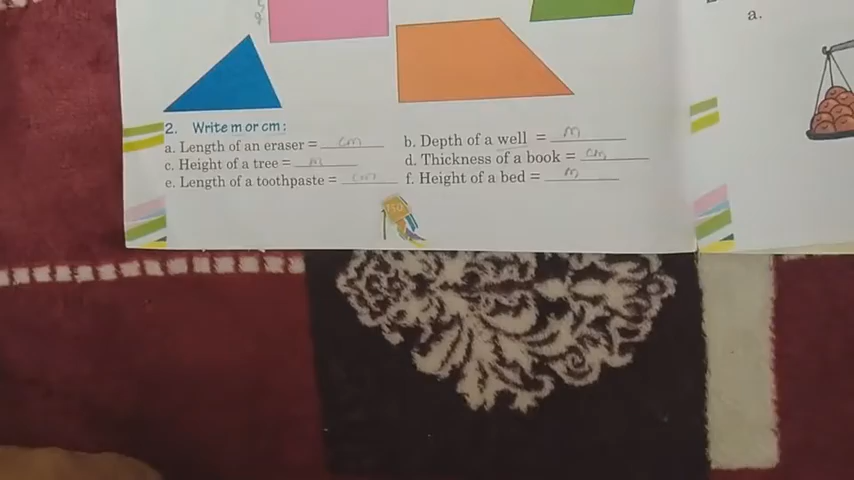 a.
2. Write m or cm :
a. Length of an eraser = cm b. Depth of a well = m
c. Height of a tree = m d. Thickness of a book = cm
e. Length of a toothpaste = cm f. Height of a bed = m
150